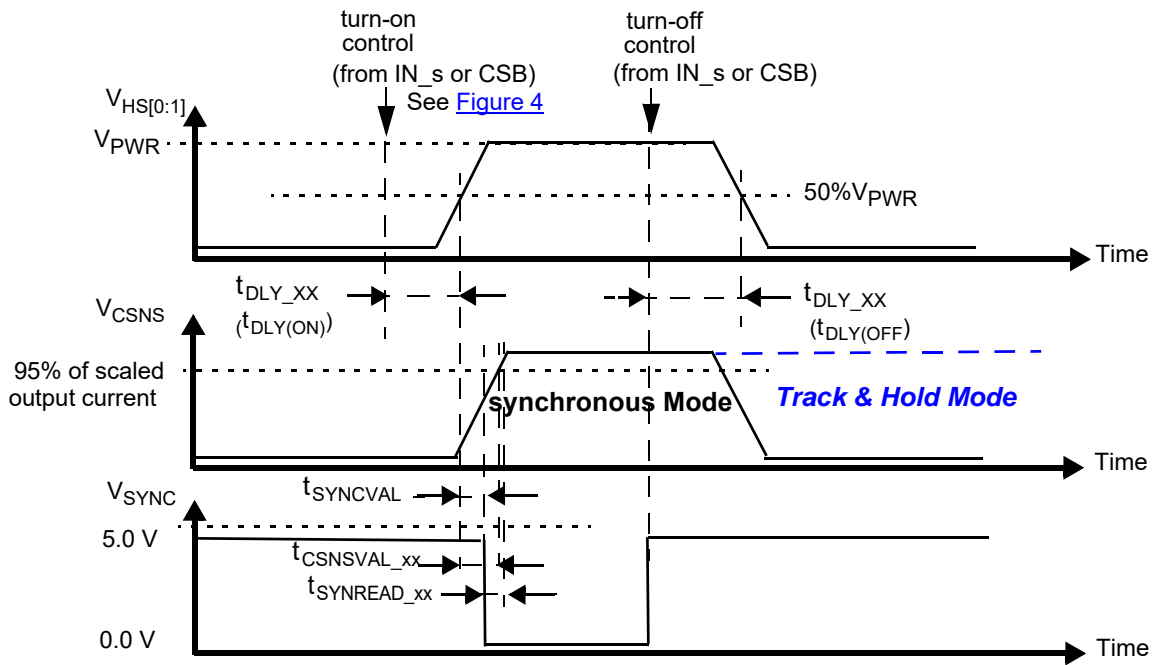 turn-on
control
(from IN_s or CSB)
See Figure 4
turn-off
control
(from IN_s or CSB)
VHS[0:1]
VPWR
50%VPWR
Time
tDLY_XX
(tDLY(ON))
tDLY_XX
(tDLY(OFF)
VCSNS
95% of scaled
output current
synchronous Mode
Track & Hold Mode
Time
VSYNC
tSYNCVAL
5.0 V
tCSNSVAL_xx
tSYNREAD_xx
0.0 V
Time